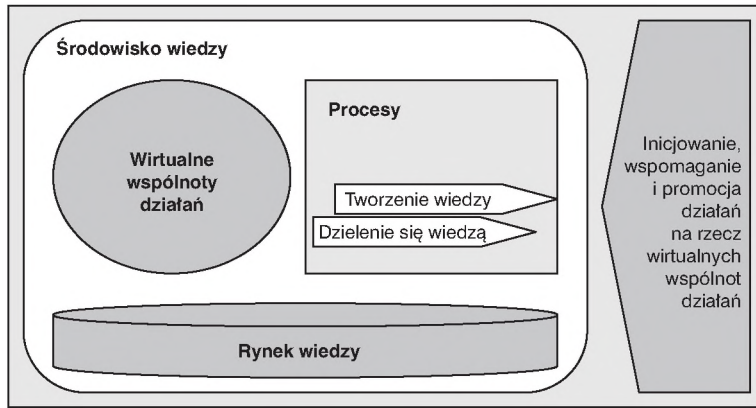 Środowisko wiedzy
Wirtualne
wspólnoty
działań
Procesy
Tworzenie wiedzy
Dzielenie się wiedzą
Rynek wiedzy
Inicjowanie,
wspomaganie
i promocja
działań
na rzecz
wirtualnych
wspólnot
działań